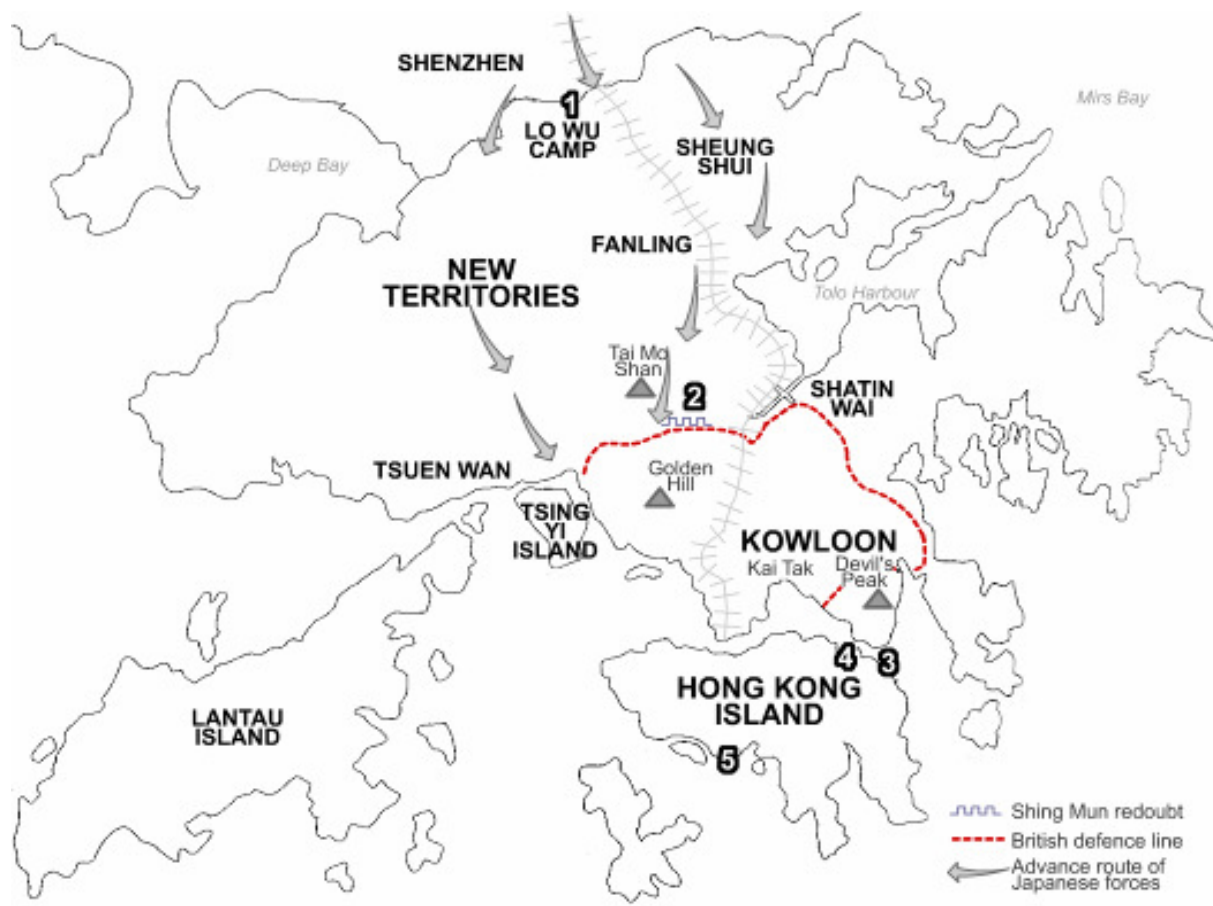 SHENZHEN
1
LO WU
CAMP
Mirs Bay
Deep Bay
SHEUNG
SHUI
FANLING
NEW
TERRITORIES
Tolo Harbour
Tai Mo
Shan
2
SHATIN
WAI
TSUEN WAN
Golden
Hill
TSING
YI
ISLAND
KOWLOON
Kai Tak
Devil's
Peak
4
3
HONG KONG
ISLAND
LANTAU
ISLAND
5
Shing Mun redoubt
British defence line
Advance route of
Japanese forces